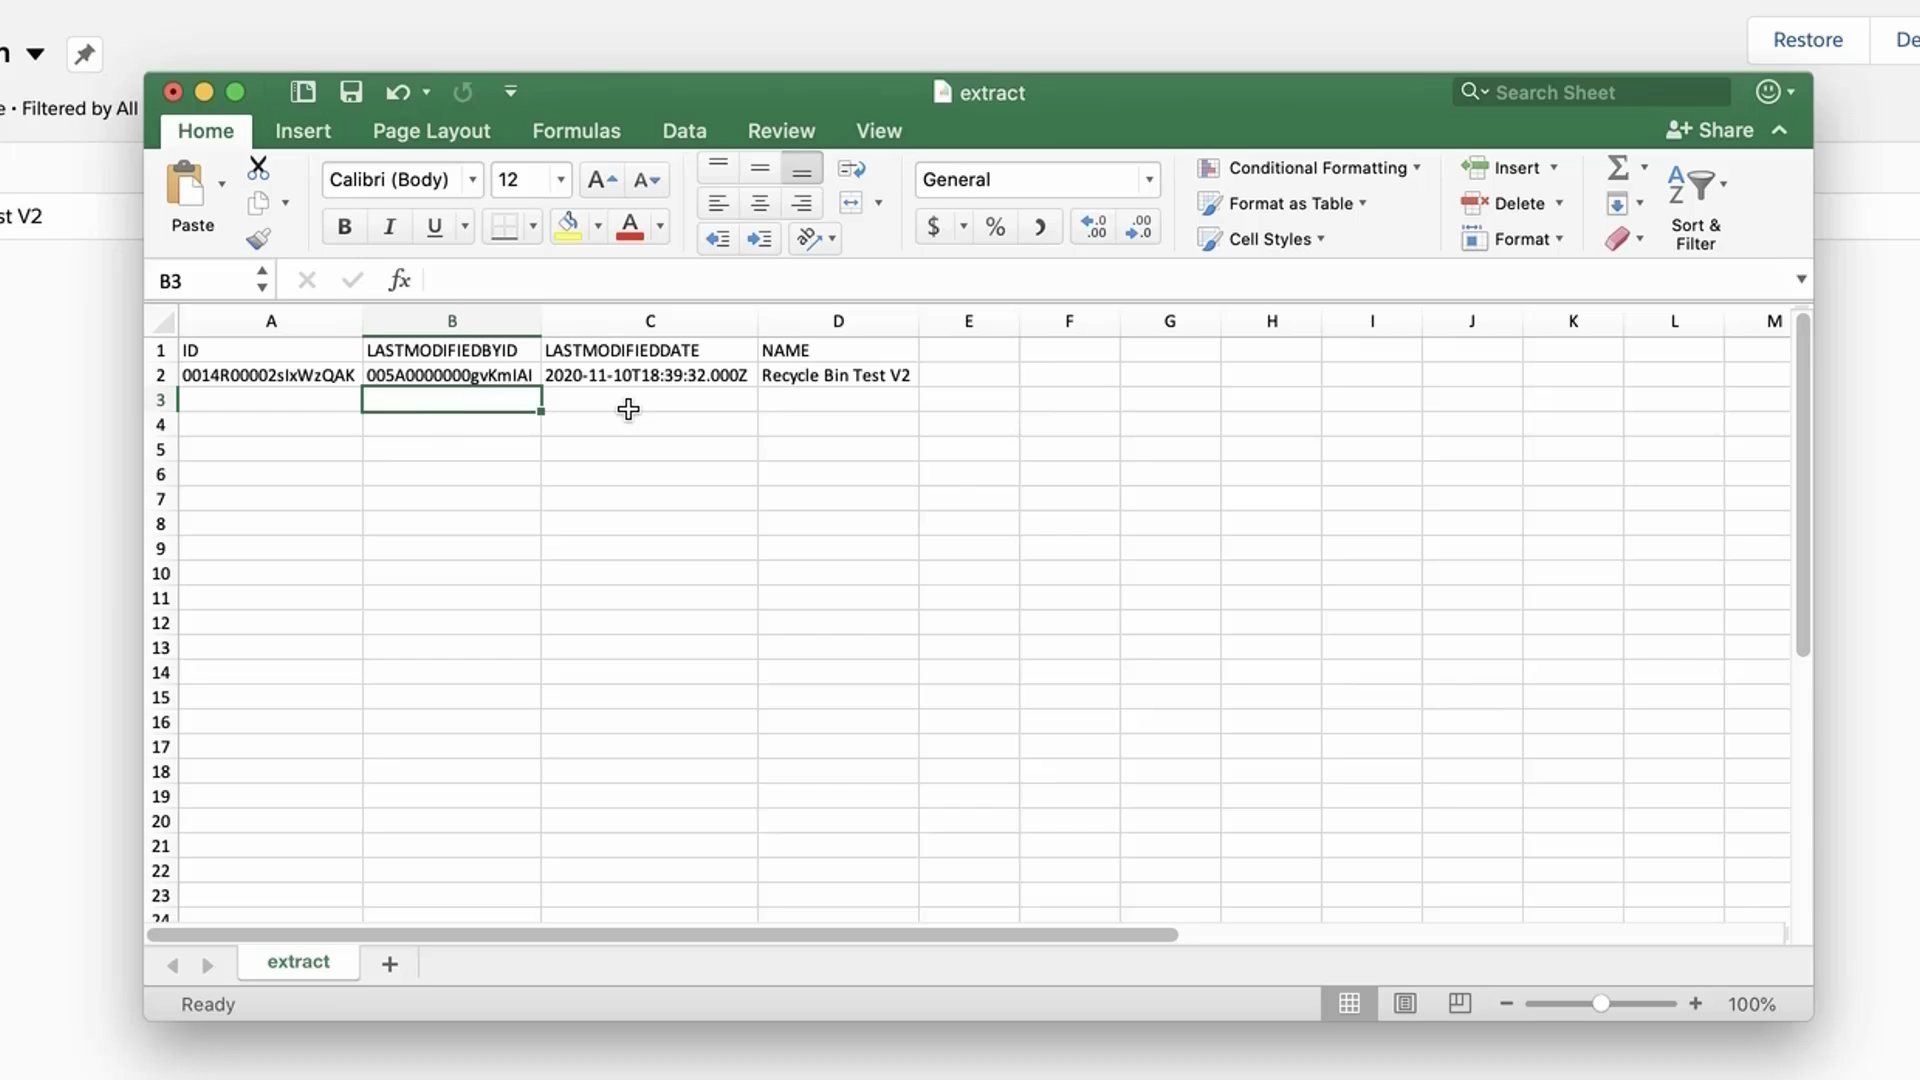 n
Restore
De
extract
Search Sheet
e • Filtered by All
Home Insert Page Layout Formulas Data Review View
Share
Calibri (Body) 12
General
Conditional Formatting
Insert
Format as Table
Delete
Paste
Cell Styles
Format
Sort &
Filter
st V2
B3 fx
A B C D E F G H I J K L M
1 ID LASTMODIFIEDBYID LASTMODIFIEDDATE NAME
2 0014R00002sIxWzQAK 005A0000000gvKmIAI 2020-11-10T18:39:32.000Z Recycle Bin Test V2
3
4
5
6
7
8
9
10
11
12
13
14
15
16
17
18
19
20
21
22
23
24
extract
Ready
100%